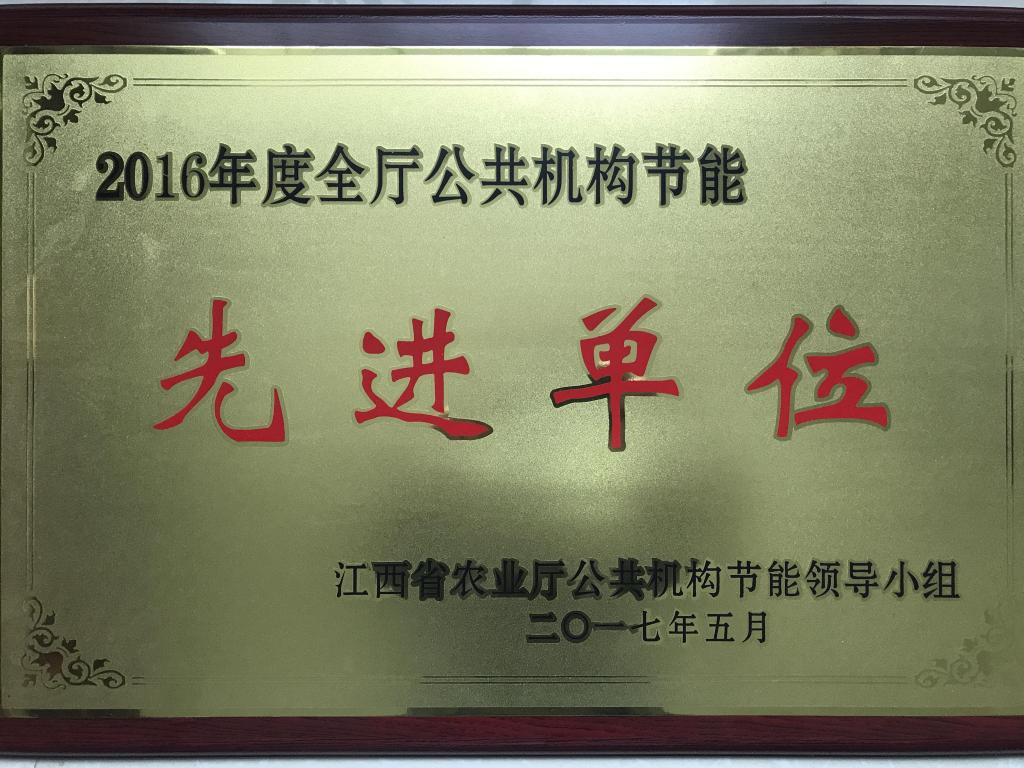 2016年度全厅公共机构节能
先进单位
江西省农业厅公共机构节能领导小组
二〇一七年五月